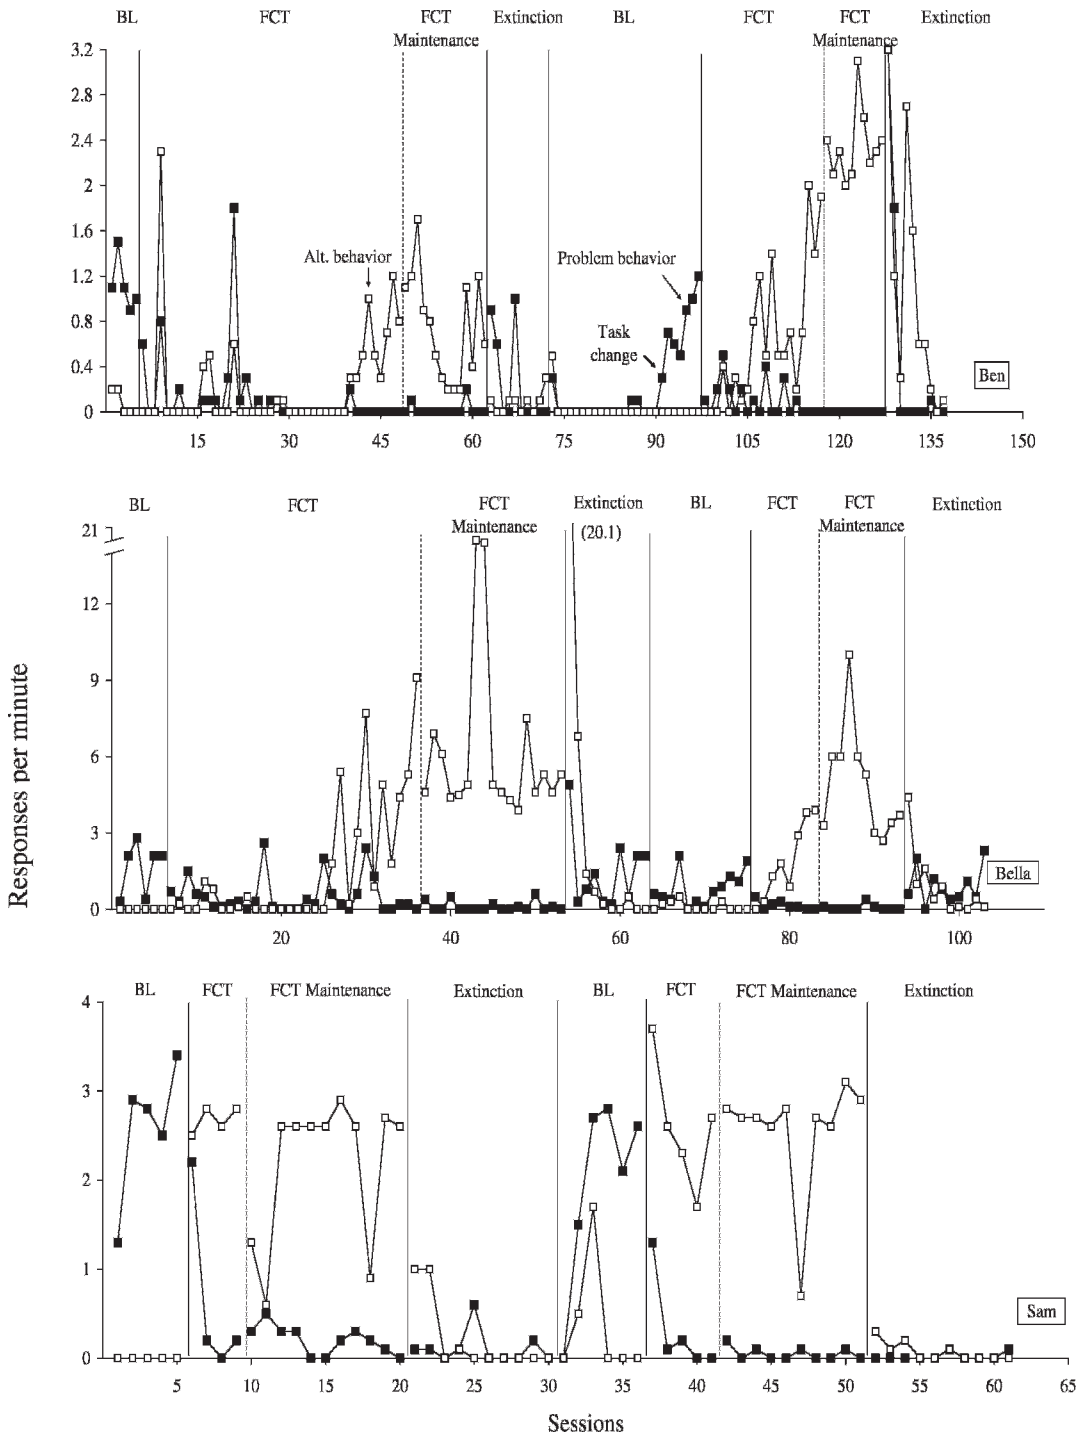 BL FCT FCT Extinction BL FCT FCT Extinction
Maintenance Maintenance
3.2
2.8
2.4
2
1.6
Alt. behavior Problem behavior
1.2
0.8
Task
change
0.4
Ben
0
15 30 45 60 75 90 105 120 135 150
BL FCT FCT Extinction BL FCT FCT Extinction
Maintenance (20.1) Maintenance
21
12
9
6
3
Bella
0
20 40 60 80 100
Responses per minute
BL FCT FCT Maintenance Extinction BL FCT FCT Maintenance Extinction
4
3
2
1
Sam
0
5 10 15 20 25 30 35 40 45 50 55 60 65
Sessions